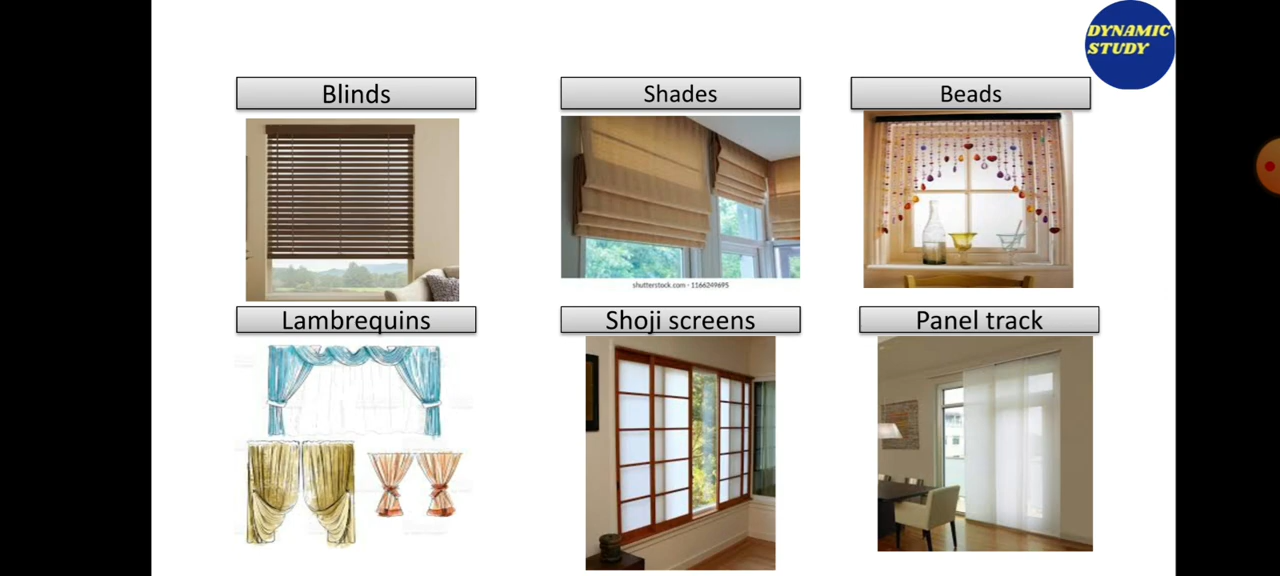 DYNAMIC
STUDY
Blinds
Shades
Beads
shutterstock.com · 1166249695
Lambrequins
Shoji screens
Panel track